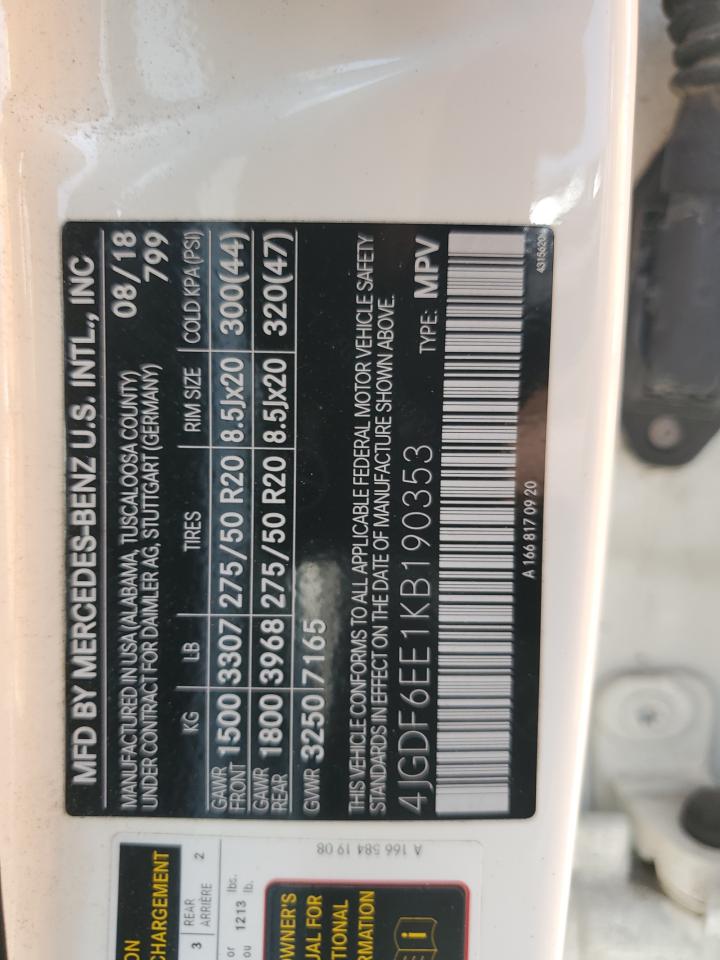 MFD BY MERCEDES-BENZ U.S. INTL., INC
MANUFACTURED IN USA (ALABAMA, TUSCALOOSA COUNTY) 08/18
UNDER CONTRACT FOR DAIMLER AG, STUTTGART (GERMANY) 799
KG LB TIRES RIM SIZE COLD KPA (PSI)
GAWR FRONT 1500 3307 275/50 R20 8.5Jx20 300(44)
GAWR REAR 1800 3968 275/50 R20 8.5Jx20 320(47)
GVWR 3250 7165
THIS VEHICLE CONFORMS TO ALL APPLICABLE FEDERAL MOTOR VEHICLE SAFETY
STANDARDS IN EFFECT ON THE DATE OF MANUFACTURE SHOWN ABOVE.
4JGDF6EE1KB190353 TYPE: MPV
A 166 817 09 20 4315620
A 166 584 19 08
ON
CHARGEMENT
3 REAR 2
ARRIÈRE
or lbs.
ou 1213 lb.
OWNER'S
UAL FOR
TIONAL
RMATION
i